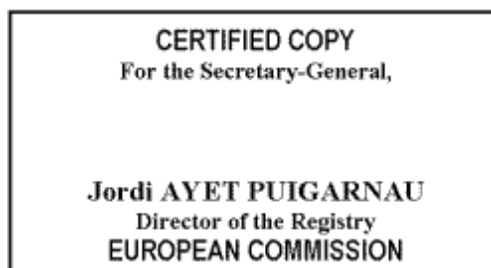 CERTIFIED COPY
For the Secretary-General,
Jordi AYET PUIGARNAU
Director of the Registry
EUROPEAN COMMISSION